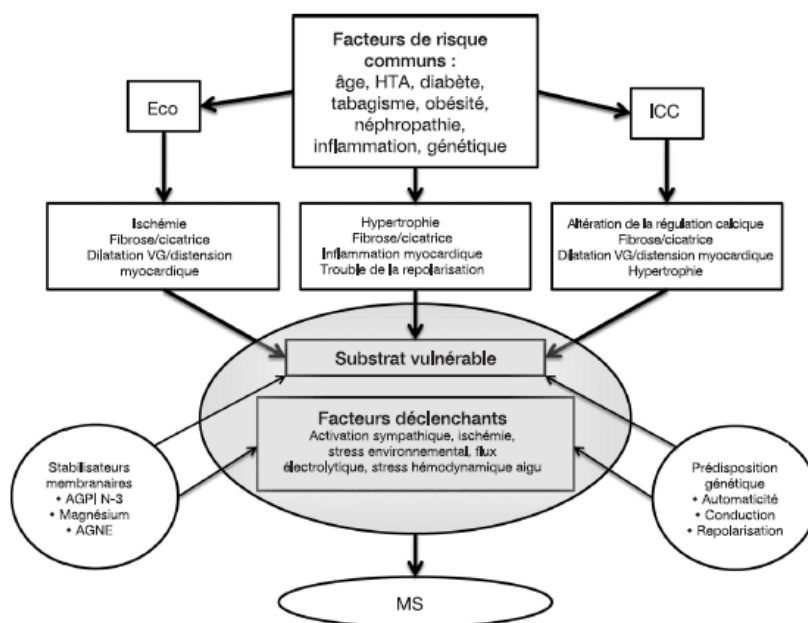 Facteurs de risque
communs :
âge, HTA, diabète,
tabagisme, obésité,
néphropathie,
inflammation, génétique
Eco
ICC
Ischémie
Fibrose/cicatrice
Dilatation VG/distension
myocardique
Hypertrophie
Fibrose/cicatrice
Inflammation myocardique
Trouble de la repolarisation
Altération de la régulation calcique
Fibrose/cicatrice
Dilatation VG/distension myocardique
Hypertrophie
Substrat vulnérable
Facteurs déclenchants
Activation sympathique, ischémie,
stress environmental, flux
électrolytique, stress hémodynamique aigu
Stabilisateurs
membranaires
• AGPI N-3
• Magnésium
• AGNE
Prédisposition
génétique
• Automaticité
• Conduction
• Repolarisation
MS